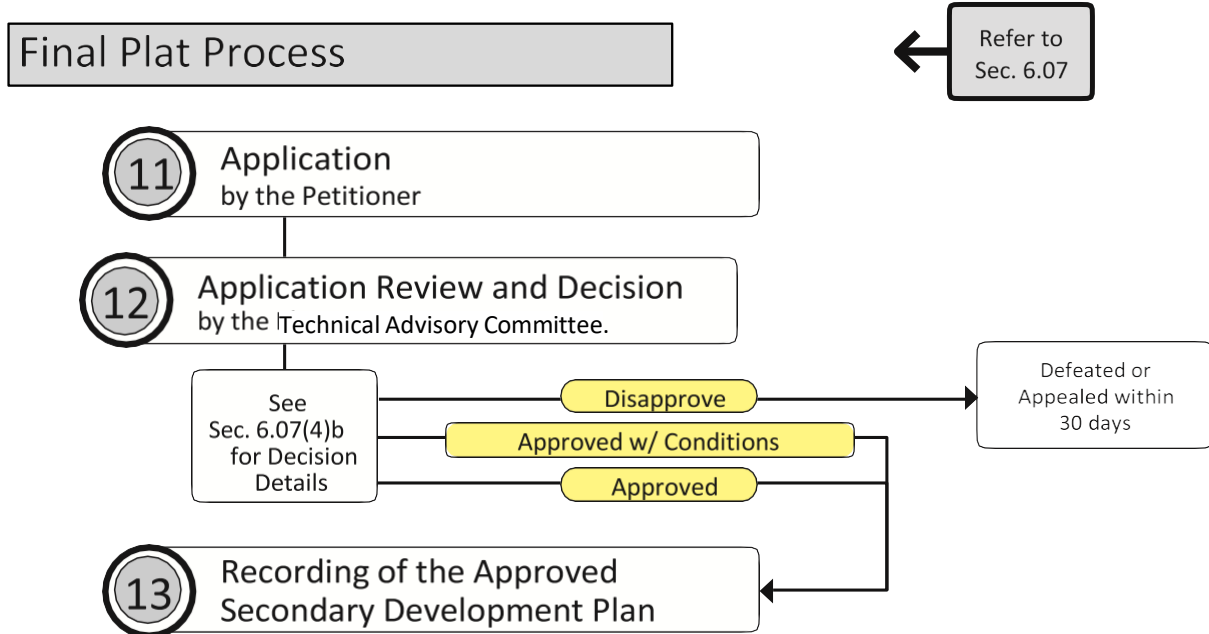 Final Plat Process
Refer to
Sec. 6.07
11
Application
by the Petitioner
12
Application Review and Decision
by the Technical Advisory Committee.
See
Sec. 6.07(4)b
for Decision
Details
Disapprove
Approved w/ Conditions
Approved
Defeated or
Appealed within
30 days
13
Recording of the Approved
Secondary Development Plan